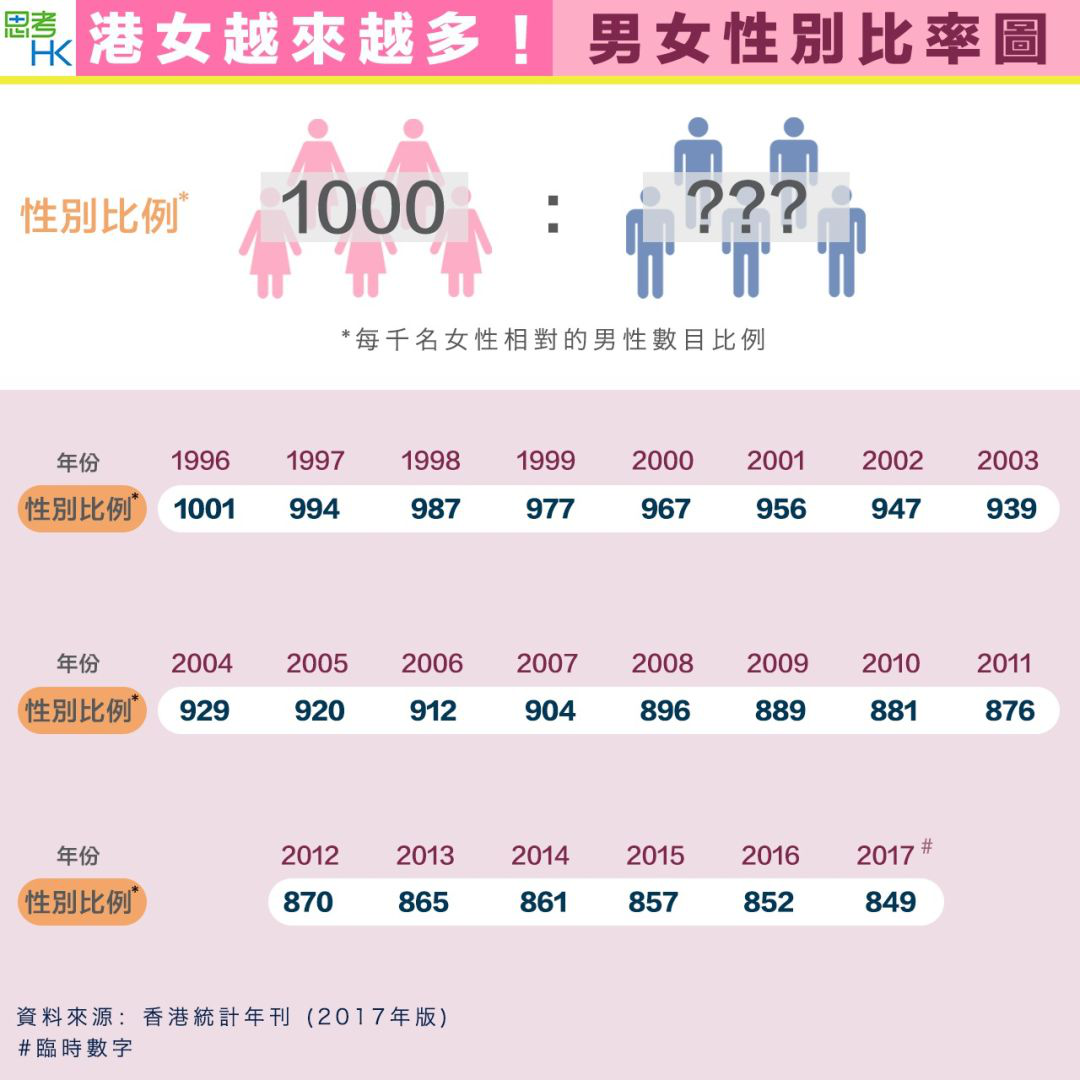 思考HK
港女越來越多！ 男女性別比率圖
性別比例* 1000 : ???
*每千名女性相對的男性數目比例
年份 1996 1997 1998 1999 2000 2001 2002 2003
性別比例* 1001 994 987 977 967 956 947 939
年份 2004 2005 2006 2007 2008 2009 2010 2011
性別比例* 929 920 912 904 896 889 881 876
年份 2012 2013 2014 2015 2016 2017 #
性別比例* 870 865 861 857 852 849
資料來源: 香港統計年刊 (2017年版)
#臨時數字